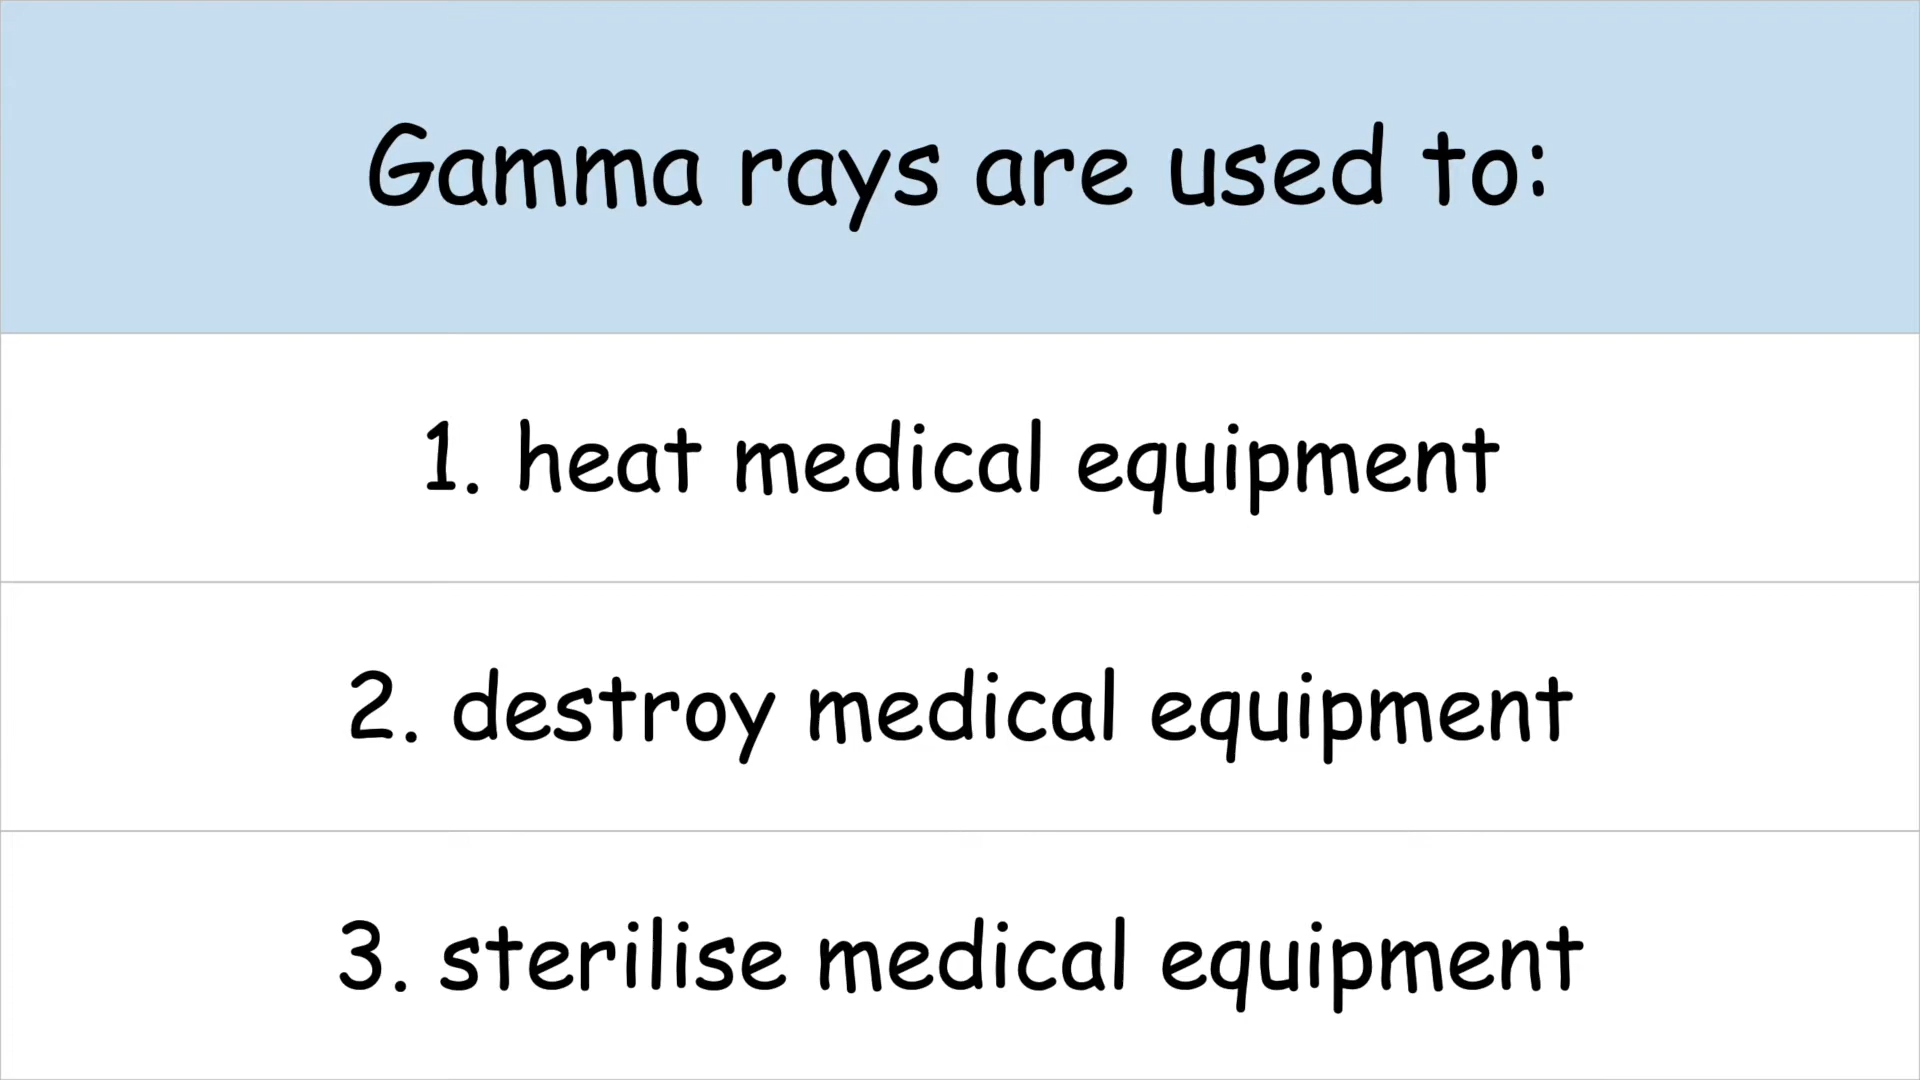 Gamma rays are used to:
1. heat medical equipment
2. destroy medical equipment
3. sterilise medical equipment